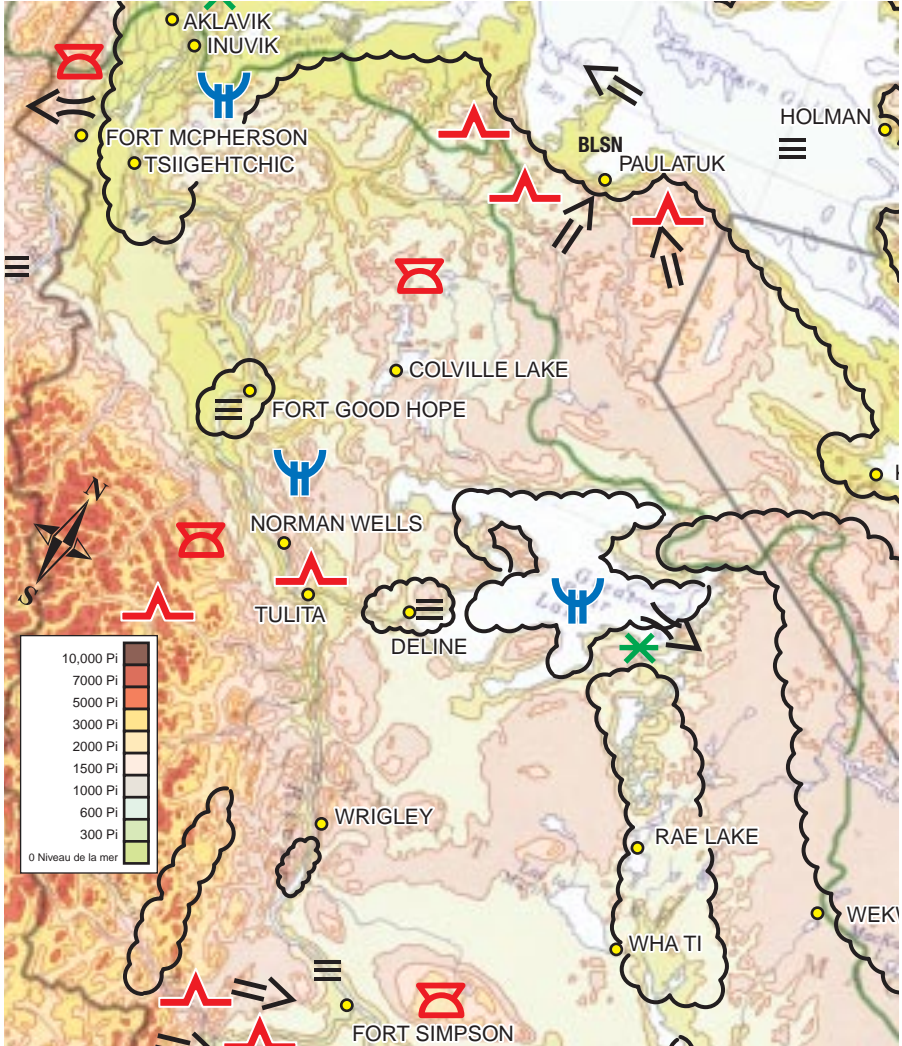 AKLAVIK
INUVIK
FORT MCPHERSON
TSIIGEHTCHIC
HOLMAN
BLSN
PAULATUK
COLVILLE LAKE
FORT GOOD HOPE
N
S
NORMAN WELLS
TULITA
DELINE
10,000 Pi
7000 Pi
5000 Pi
3000 Pi
2000 Pi
1500 Pi
1000 Pi
600 Pi
300 Pi
0 Niveau de la mer
WRIGLEY
RAE LAKE
WEKW
WHA TI
FORT SIMPSON